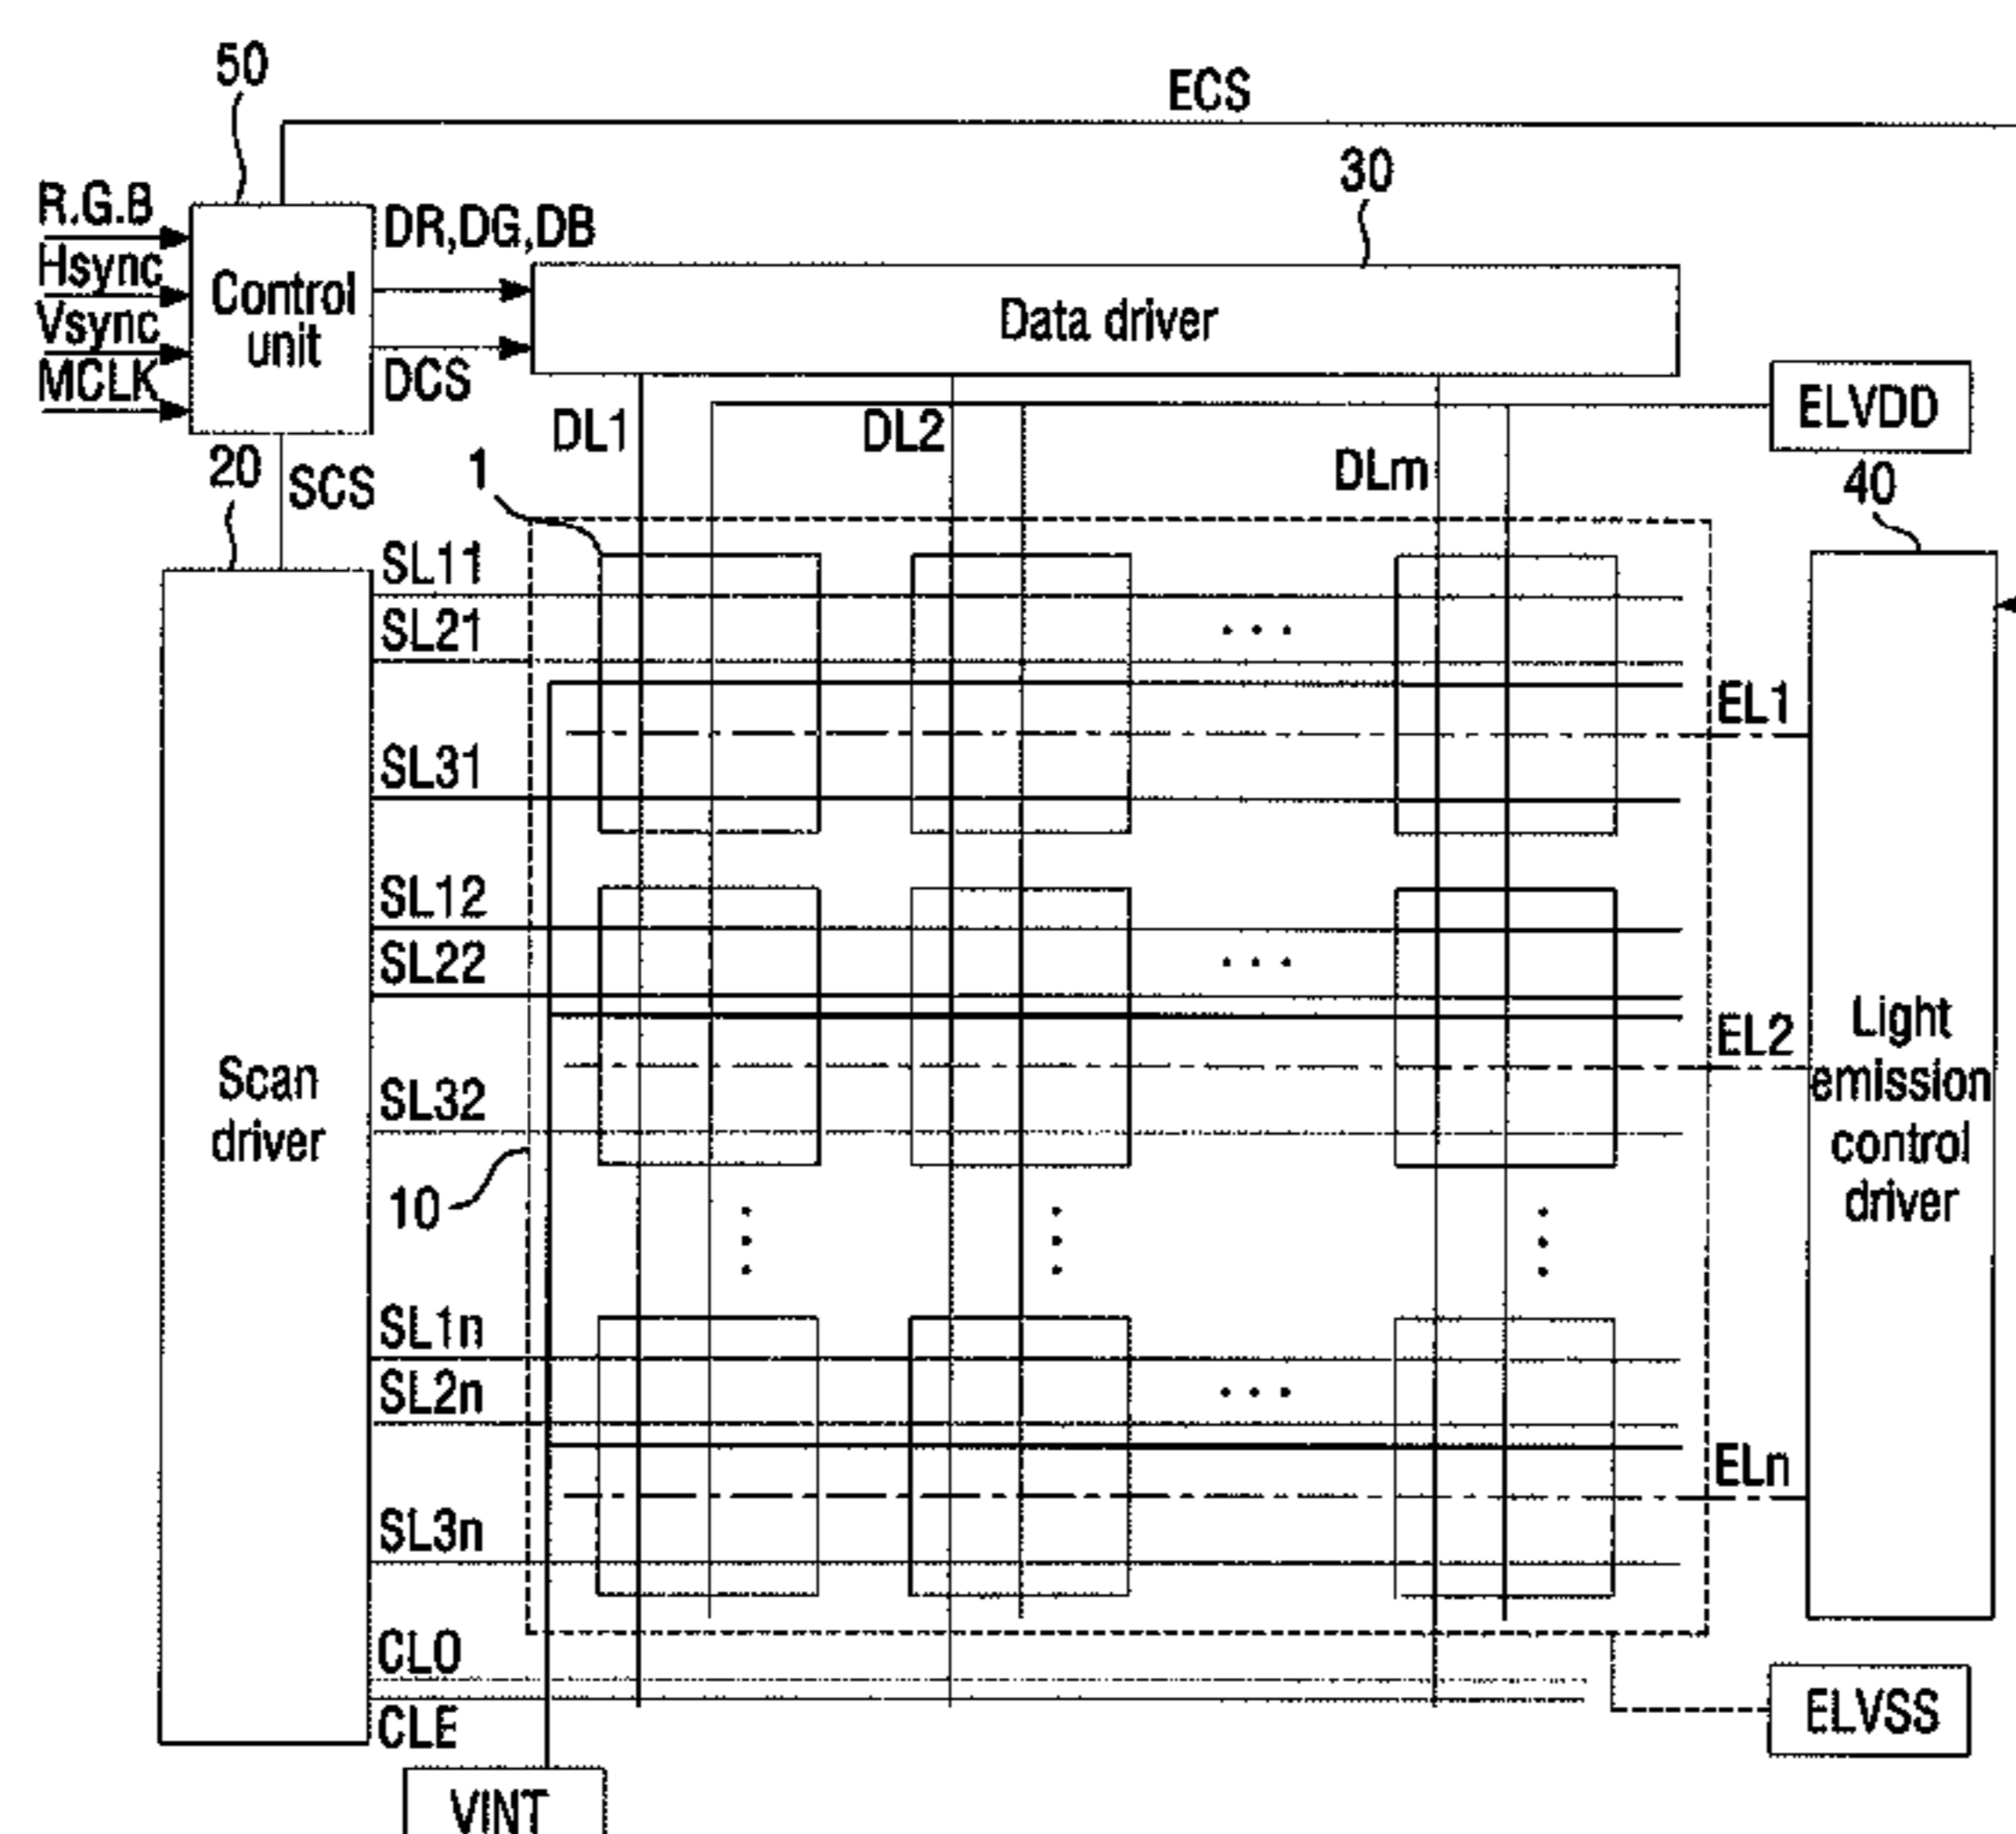 50
ECS
30
R.G.B
Hsync
Vsync
MCLK
Control
unit
DR,DG,DB
DCS
Data driver
DL1
DL2
DLm
ELVDD
20
SCS
1
40
SL11
SL21
EL1
SL31
SL12
SL22
EL2
Scan
driver
SL32
Light
emission
control
driver
10
SL1n
SL2n
ELn
SL3n
CLO
CLE
ELVSS
VINT